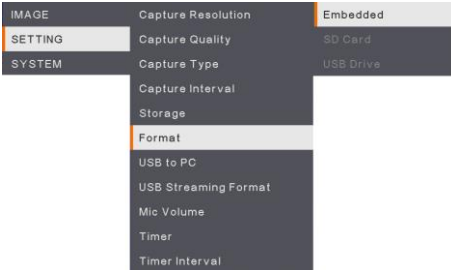 IMAGE
SETTING
SYSTEM
Capture Resolution
Capture Quality
Capture Type
Capture Interval
Storage
Format
USB to PC
USB Streaming Format
Mic Volume
Timer
Timer Interval
Embedded
SD Card
USB Drive